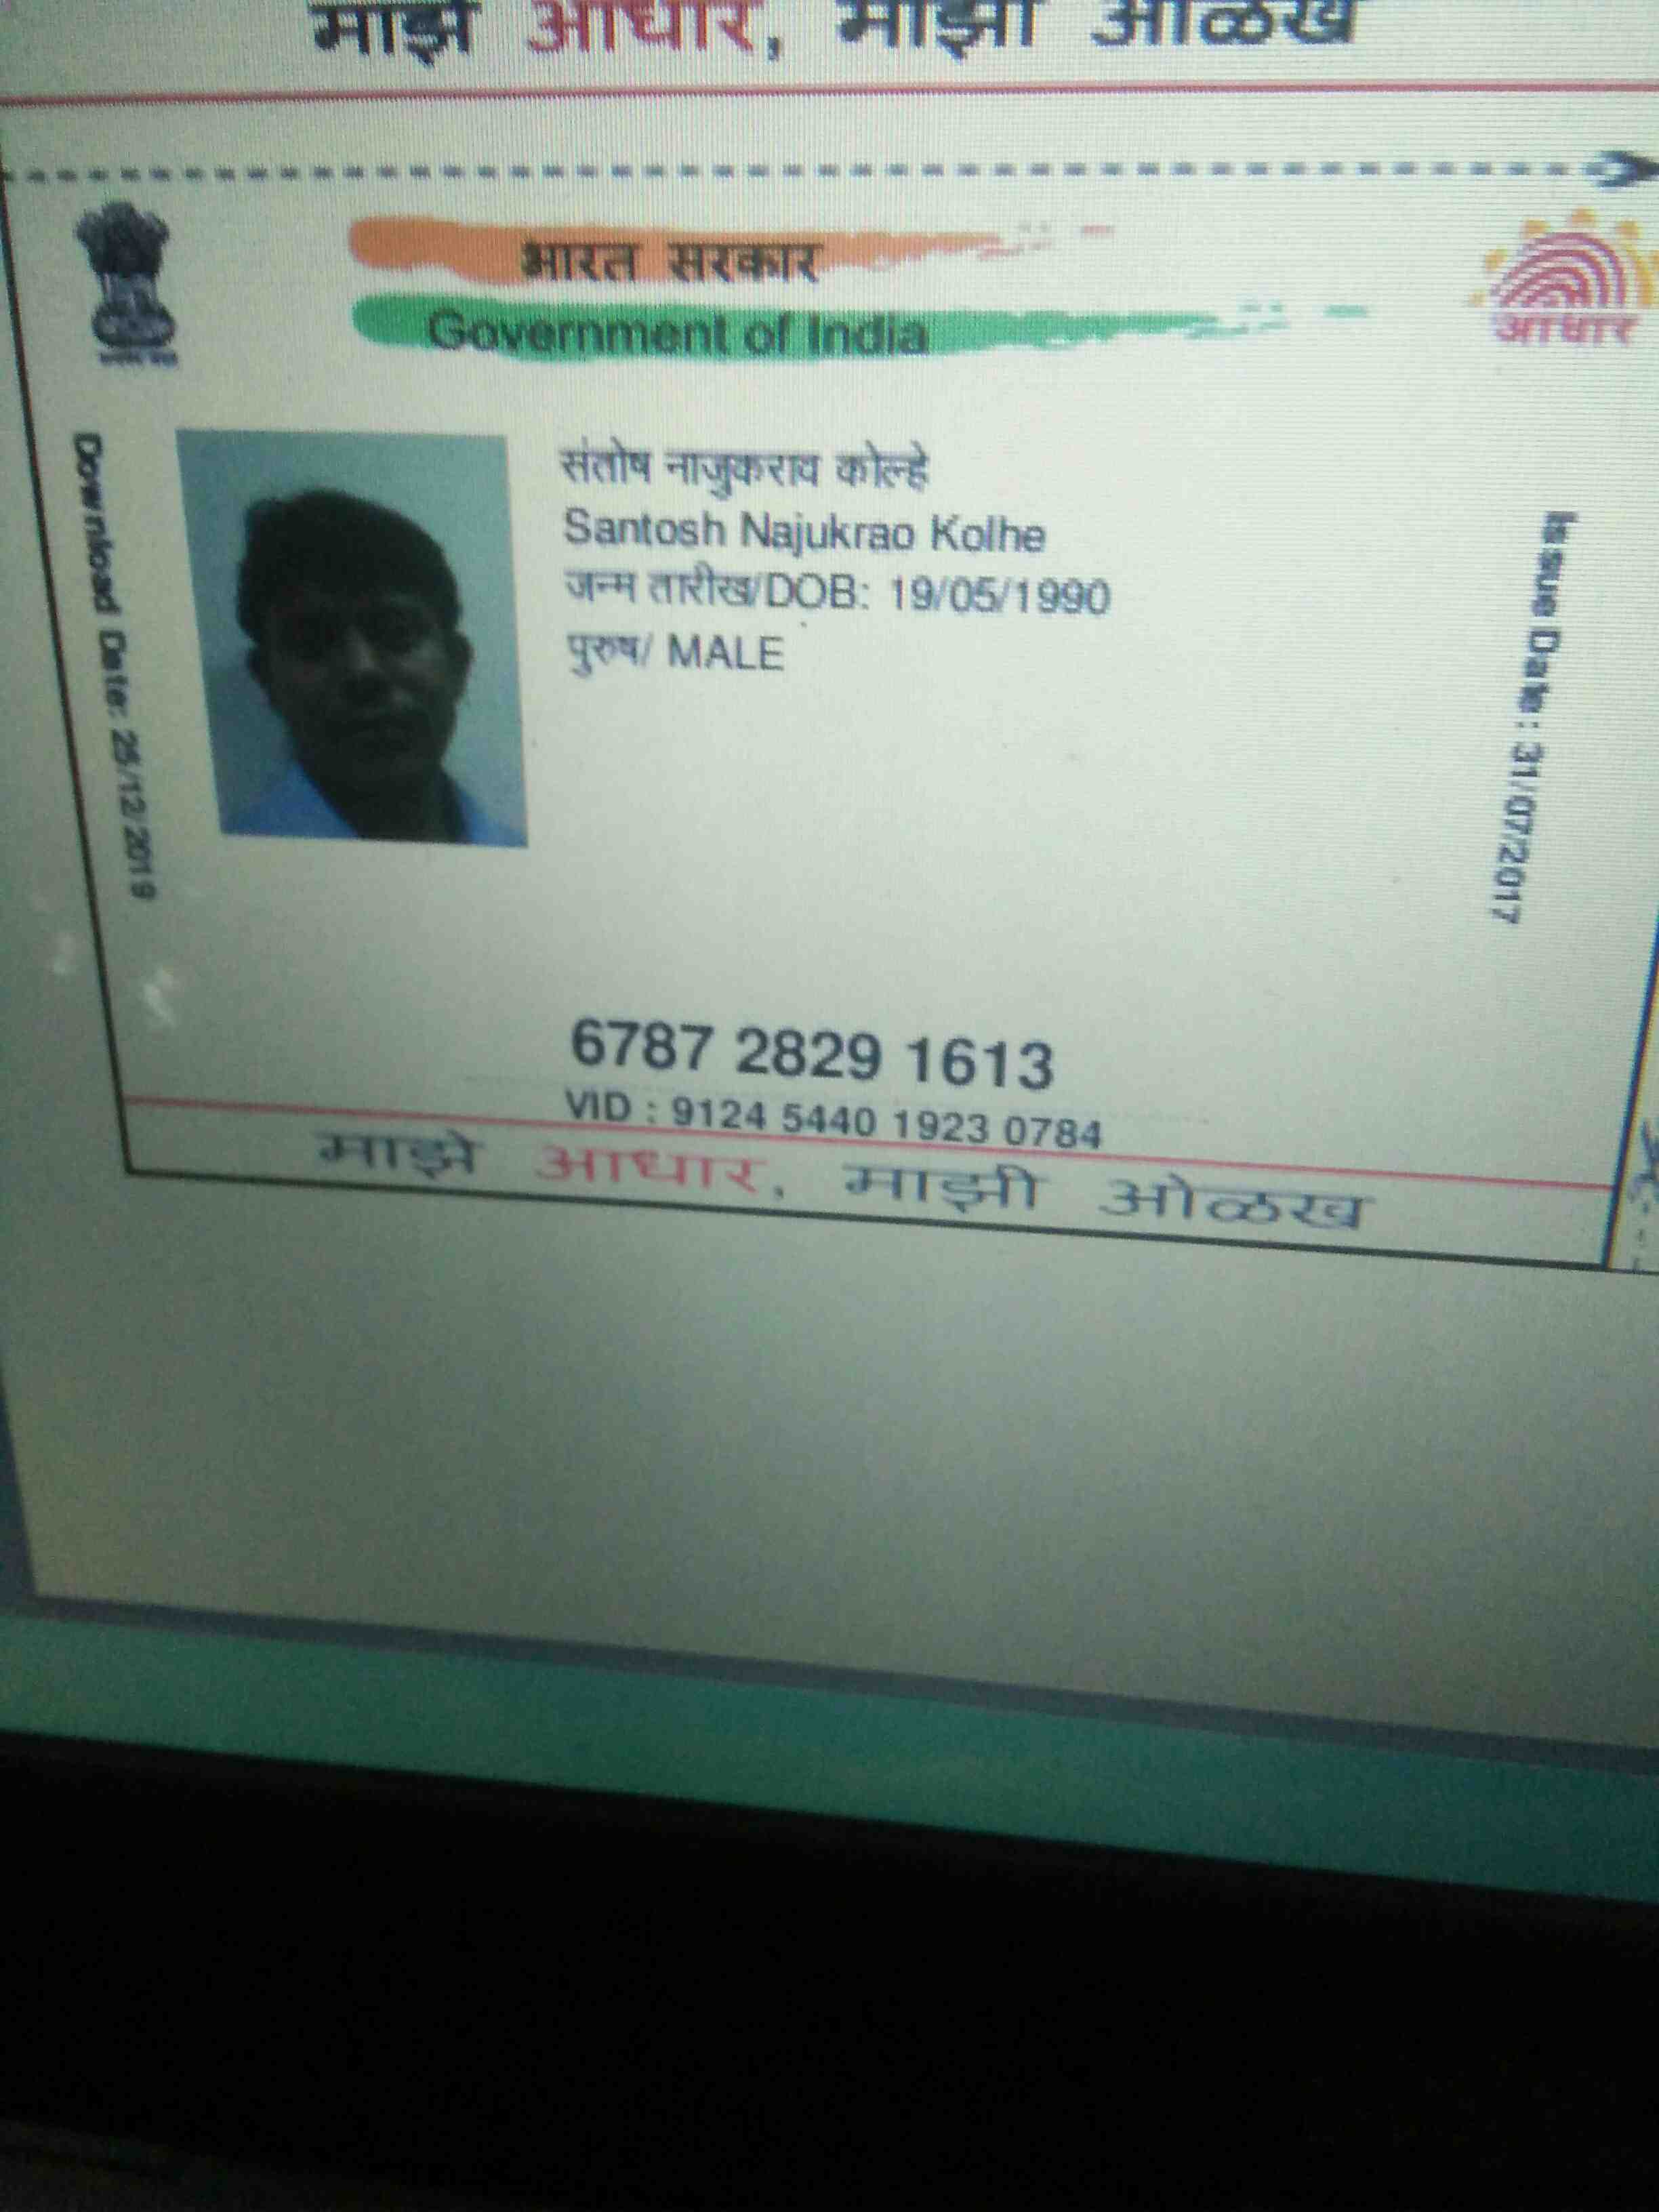 माझे आधार, माझी ओळख
भारत सरकार
Government of India
आधार
Download Date: 25/12/2019
संतोष नाजुकराव कोल्हे
Santosh Najukrao Kolhe
जन्म तारीख/DOB: 19/05/1990
पुरुष/ MALE
Issue Date: 31/07/2017
6787 2829 1613
VID : 9124 5440 1923 0784
माझे आधार, माझी ओळख